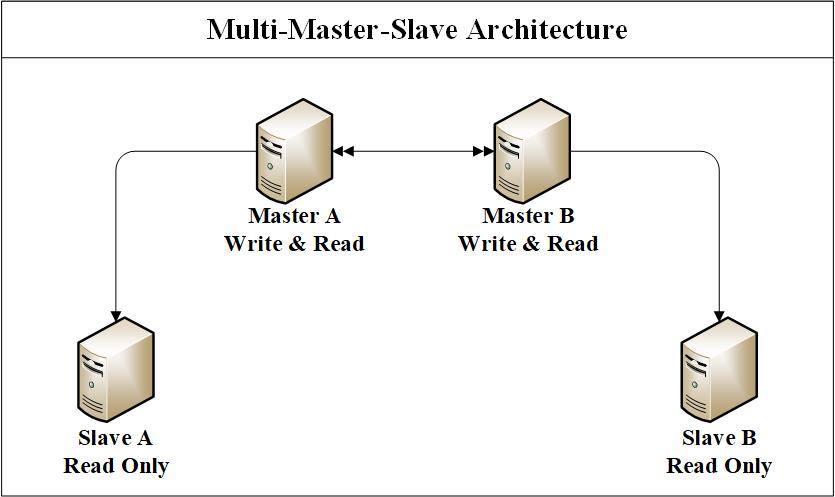 Multi-Master-Slave Architecture
Master A
Write & Read
Master B
Write & Read
Slave A
Read Only
Slave B
Read Only